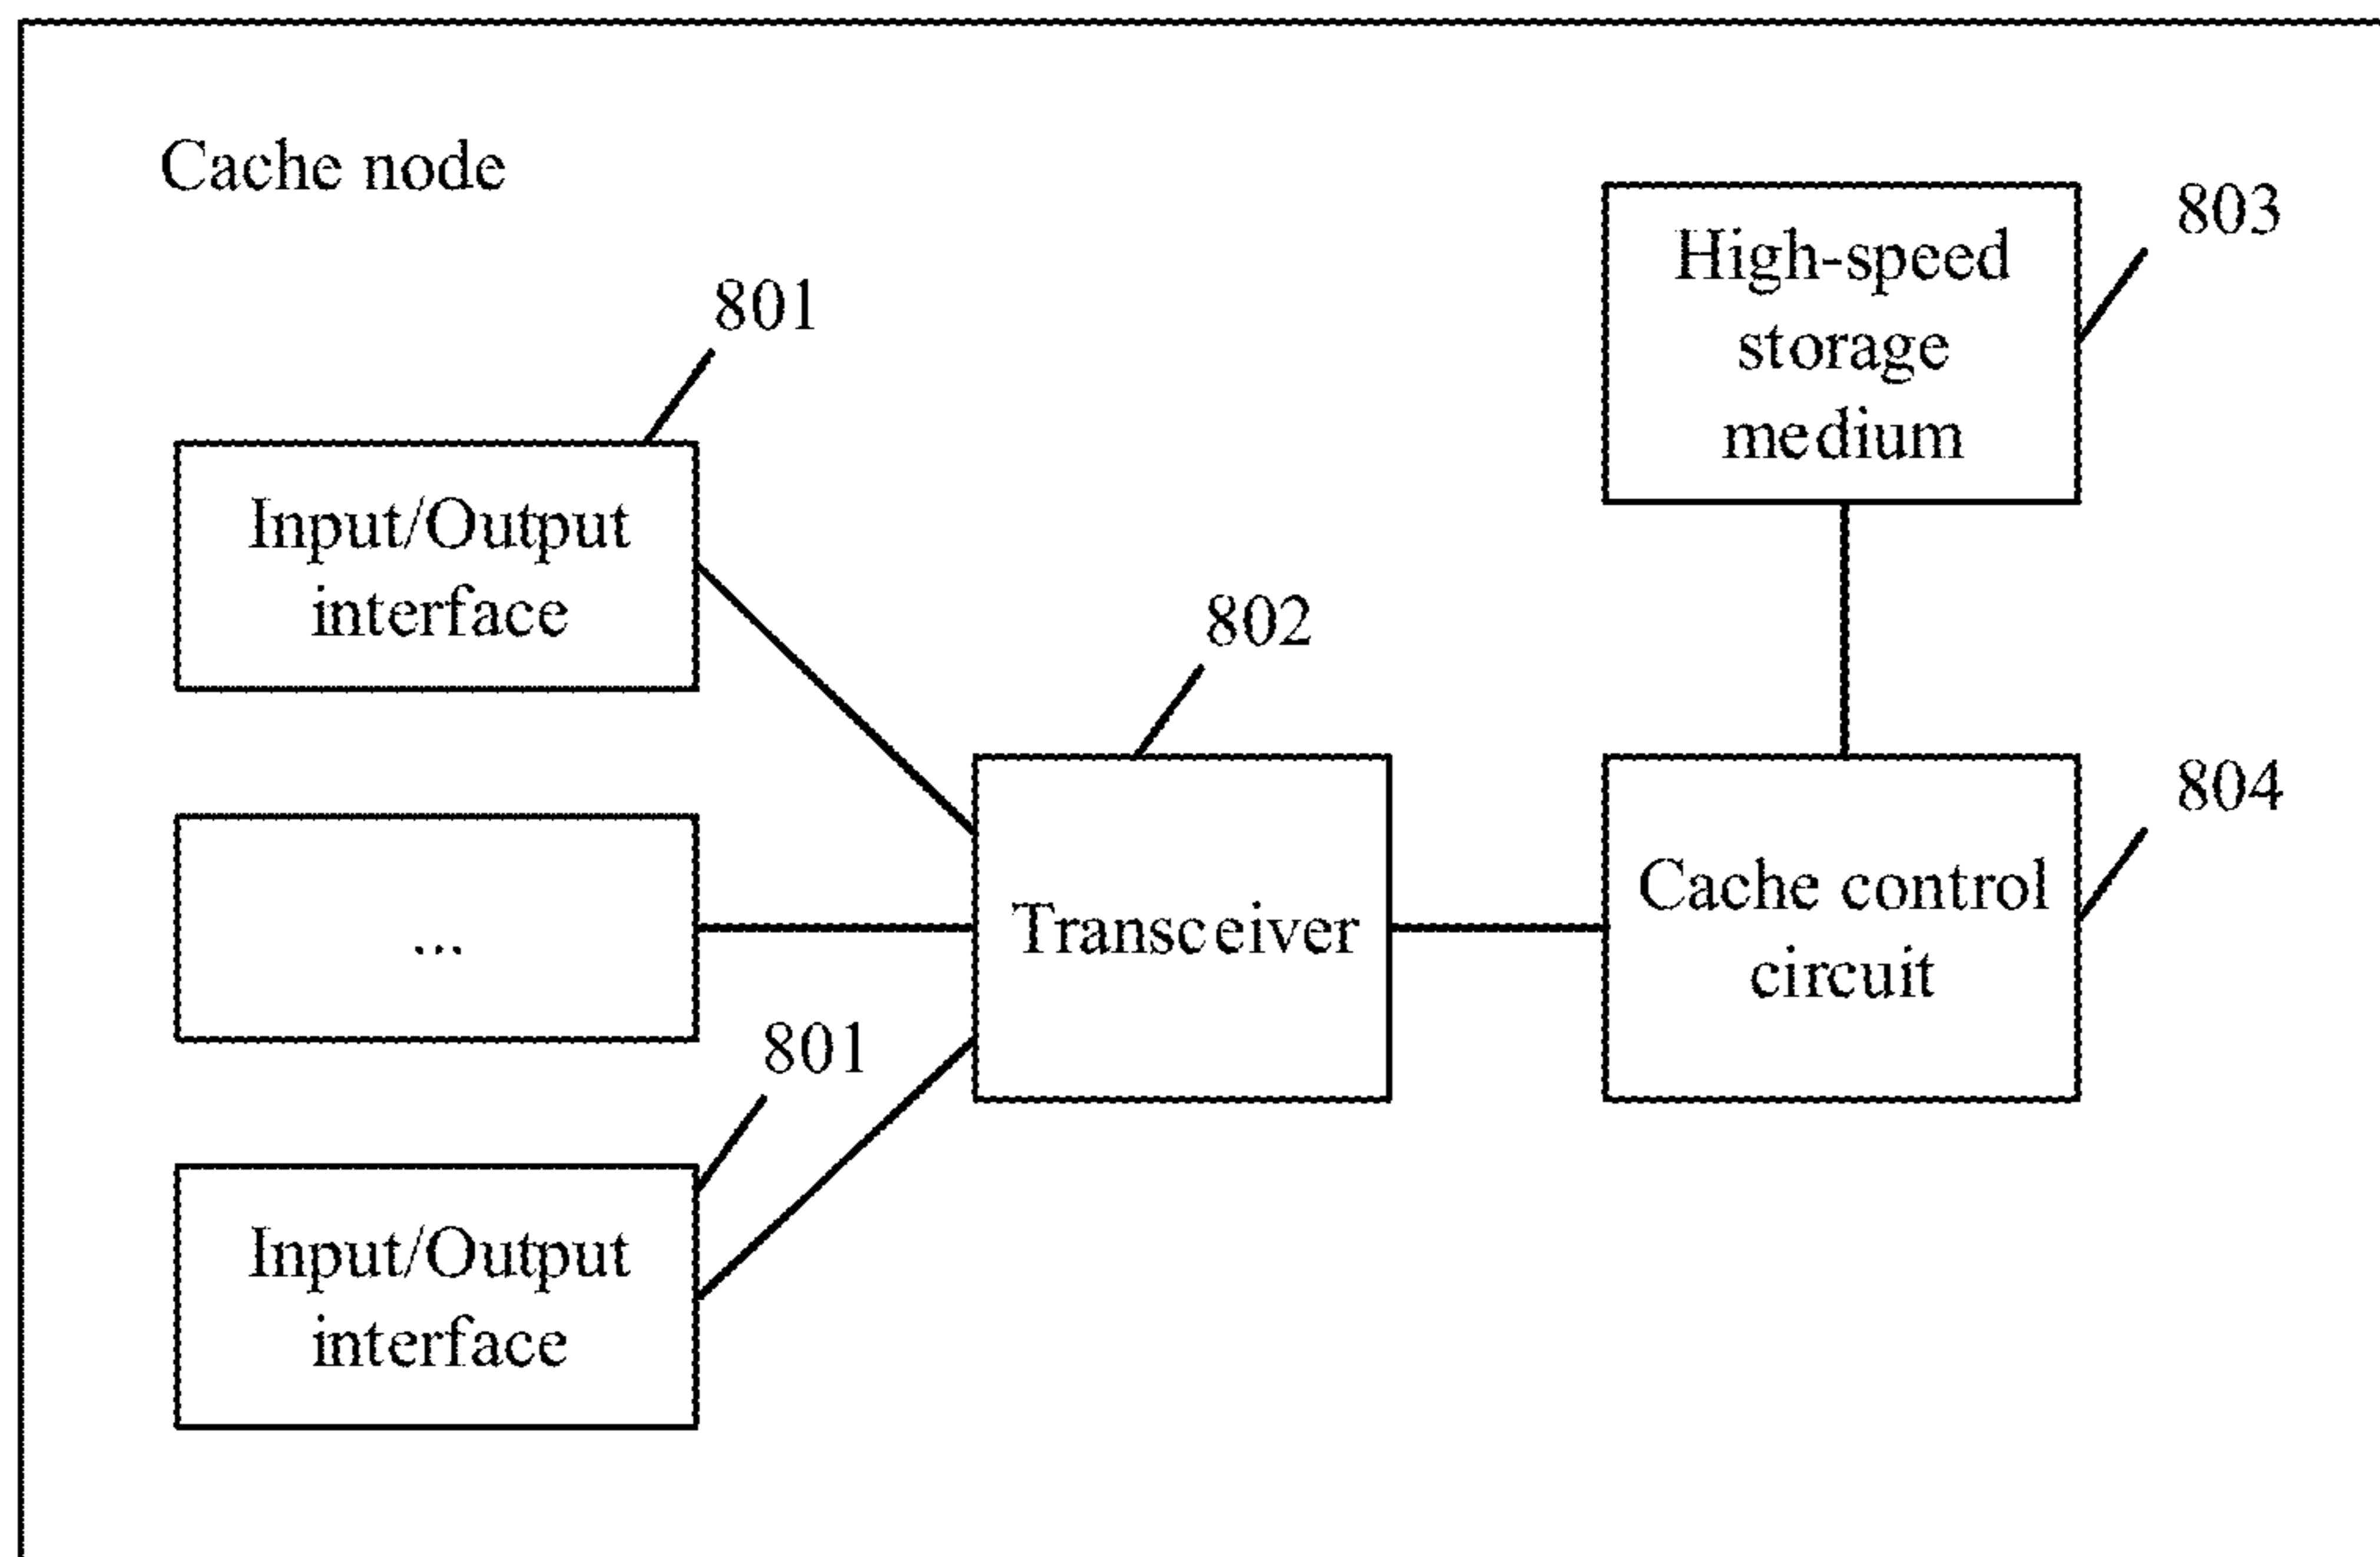 Cache node
801
Input/Output
interface
...
801
Input/Output
interface
802
Transceiver
803
High-speed
storage
medium
804
Cache control
circuit